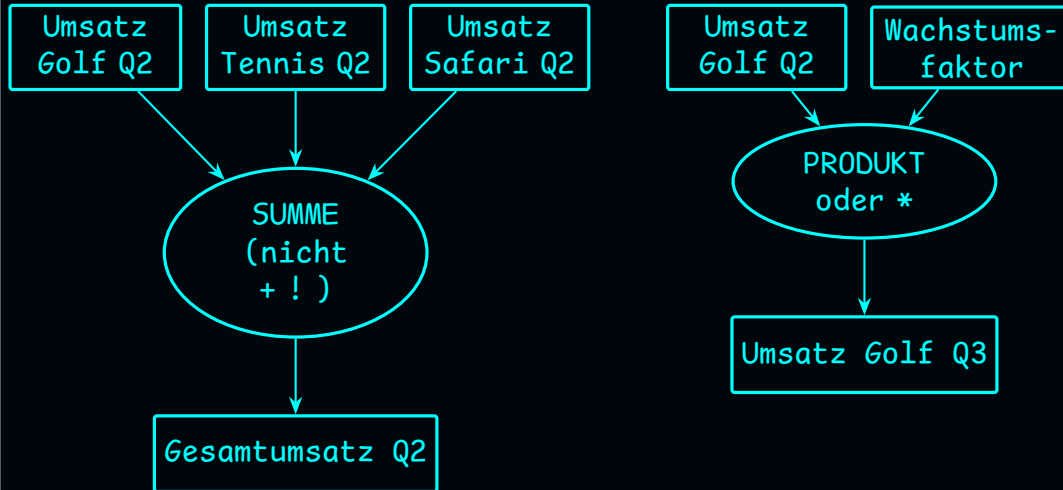 Umsatz
Golf Q2
Umsatz
Tennis Q2
Umsatz
Safari Q2
SUMME
(nicht
+ ! )
Gesamtumsatz Q2
Umsatz
Golf Q2
Wachstums-
faktor
PRODUKT
oder *
Umsatz Golf Q3